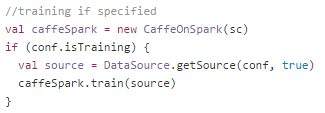 //training if specified
val caffeSpark = new CaffeOnSpark(sc)
if (conf.isTraining) {
  val source = DataSource.getSource(conf, true)
  caffeSpark.train(source)
}